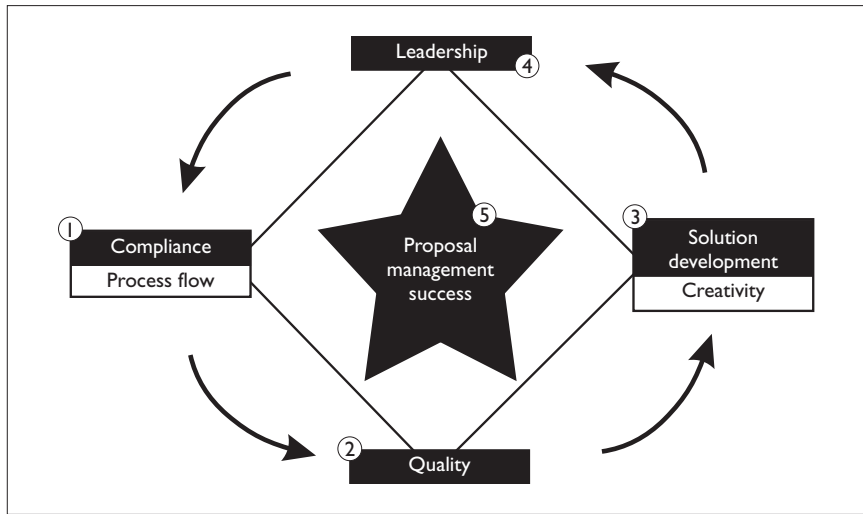 Leadership
4
1
Compliance
Process flow
5
Proposal
management
success
3
Solution
development
Creativity
2
Quality